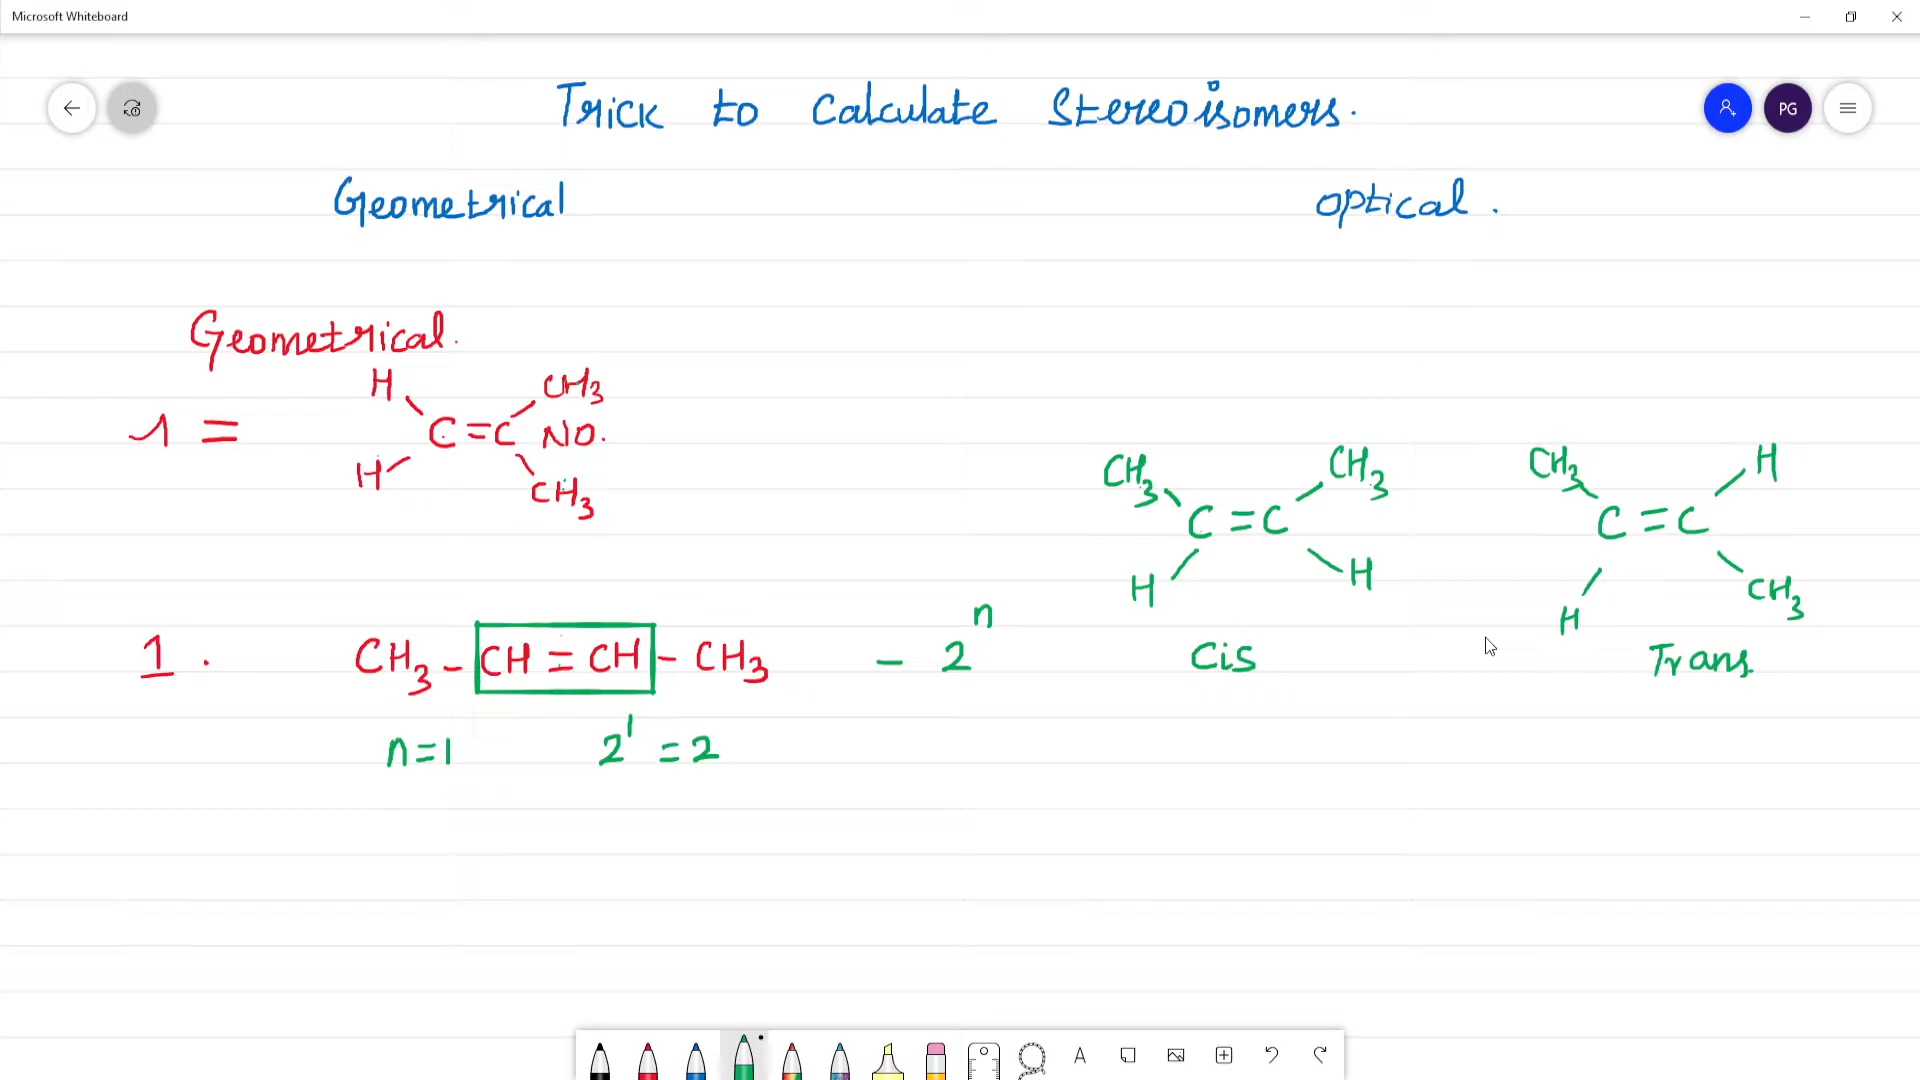 Microsoft Whiteboard
Trick to Calculate Stereoisomers.
PG
Geometrical optical.
Geometrical.
H CH3
1 = C=C NO.
H CH3
CH3 CH3 CH3 H
C=C C=C
H H H CH3
1. CH3-CH=CH-CH3 - 2^n Cis Trans
n=1 2^1 =2
A